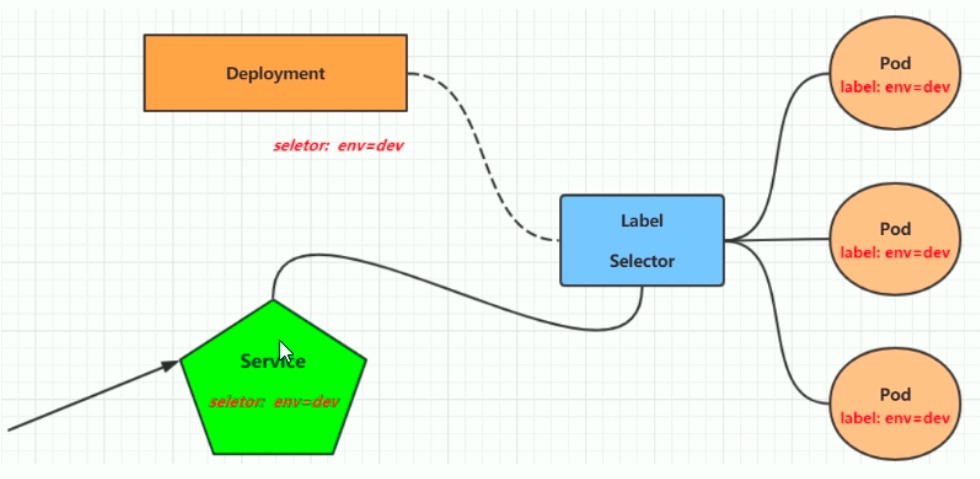 Deployment
seletor: env=dev
Label
Selector
Service
seletor: env=dev
Pod
label: env=dev
Pod
label: env=dev
Pod
label: env=dev